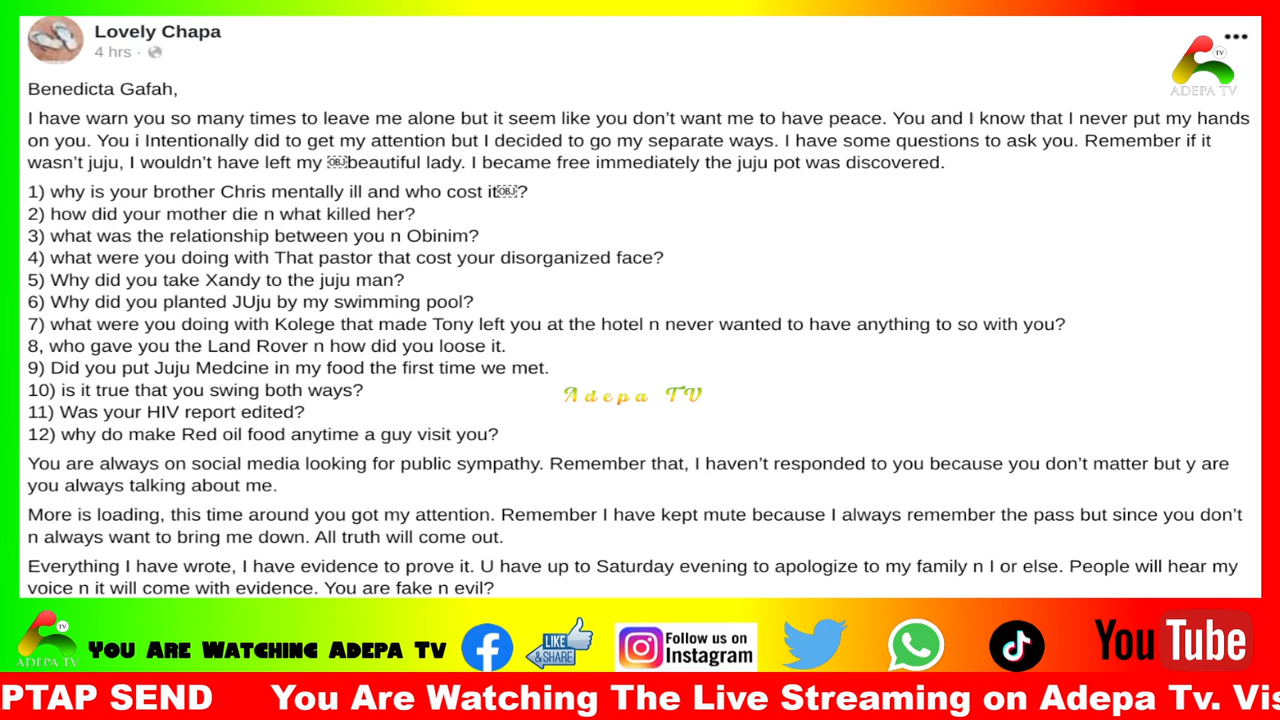 Lovely Chapa
4 hrs ·
TV
ADEPA TV
Benedicta Gafah,
I have warn you so many times to leave me alone but it seem like you don’t want me to have peace. You and I know that I never put my hands
on you. You i Intentionally did to get my attention but I decided to go my separate ways. I have some questions to ask you. Remember if it
wasn’t juju, I wouldn’t have left my OBJbeautiful lady. I became free immediately the juju pot was discovered.
1) why is your brother Chris mentally ill and who cost itOBJ?
2) how did your mother die n what killed her?
3) what was the relationship between you n Obinim?
4) what were you doing with That pastor that cost your disorganized face?
5) Why did you take Xandy to the juju man?
6) Why did you planted JUju by my swimming pool?
7) what were you doing with Kolege that made Tony left you at the hotel n never wanted to have anything to so with you?
8, who gave you the Land Rover n how did you loose it.
9) Did you put Juju Medcine in my food the first time we met.
10) is it true that you swing both ways?
Adepa TV
11) Was your HIV report edited?
12) why do make Red oil food anytime a guy visit you?
You are always on social media looking for public sympathy. Remember that, I haven’t responded to you because you don’t matter but y are
you always talking about me.
More is loading, this time around you got my attention. Remember I have kept mute because I always remember the pass but since you don’t
n always want to bring me down. All truth will come out.
Everything I have wrote, I have evidence to prove it. U have up to Saturday evening to apologize to my family n I or else. People will hear my
voice n it will come with evidence. You are fake n evil?
TV
ADEPA TV
You Are Watching Adepa Tv
LIKE
& SHARE
Follow us on
Instagram
YouTube
PTAP SEND You Are Watching The Live Streaming on Adepa Tv. Vis